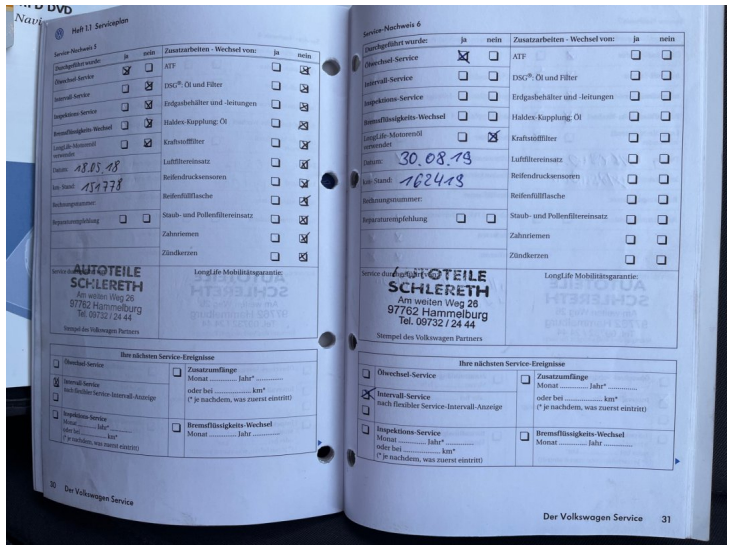 DVD
Navi
Heft 1.1 Serviceplan
Service-Nachweis 5
Durchgeführt wurde: ja nein
Ölwechsel-Service
Intervall-Service
Inspektions-Service
Bremsflüssigkeits-Wechsel
LongLife-Motorenöl
verwendet
Datum: 18.05.18
km-Stand: 151778
Rechnungsnummer:
Reparaturempfehlung
Zusatzarbeiten - Wechsel von: ja nein
ATF
DSG®: Öl und Filter
Erdgasbehälter und -leitungen
Haldex-Kupplung: Öl
Kraftstofffilter
Luftfiltereinsatz
Reifendrucksensoren
Reifenfüllflasche
Staub- und Pollenfiltereinsatz
Zahnriemen
Zündkerzen
Service
AUTOTEILE
SCHLERETH
Am weiten Weg 26
97762 Hammelburg
Tel. 09732 / 24 44
Stempel des Volkswagen Partners
LongLife Mobilitätsgarantie:
Ihre nächsten Service-Ereignisse
Ölwechsel-Service
Intervall-Service
nach flexibler Service-Intervall-Anzeige
Inspektions-Service
Monat ............ Jahr* ............
oder bei ............ km*
(* je nachdem, was zuerst eintritt)
Zusatzumfänge
Monat ............ Jahr* ............
oder bei ............ km*
(* je nachdem, was zuerst eintritt)
Bremsflüssigkeits-Wechsel
Monat ............ Jahr ............
30 Der Volkswagen Service
Service-Nachweis 6
Durchgeführt wurde: ja nein
Ölwechsel-Service
Intervall-Service
Inspektions-Service
Bremsflüssigkeits-Wechsel
LongLife-Motorenöl
verwendet
Datum: 30.08.19
km-Stand: 162419
Rechnungsnummer:
Reparaturempfehlung
Zusatzarbeiten - Wechsel von: ja nein
ATF
DSG®: Öl und Filter
Erdgasbehälter und -leitungen
Haldex-Kupplung: Öl
Kraftstofffilter
Luftfiltereinsatz
Reifendrucksensoren
Reifenfüllflasche
Staub- und Pollenfiltereinsatz
Zahnriemen
Zündkerzen
Service durchgeführt von:
AUTOTEILE
SCHLERETH
Am weiten Weg 26
97762 Hammelburg
Tel. 09732 / 24 44
Stempel des Volkswagen Partners
LongLife Mobilitätsgarantie:
Ihre nächsten Service-Ereignisse
Ölwechsel-Service
Intervall-Service
nach flexibler Service-Intervall-Anzeige
Inspektions-Service
Monat ............ Jahr* ............
oder bei ............ km*
(* je nachdem, was zuerst eintritt)
Zusatzumfänge
Monat ............ Jahr* ............
oder bei ............ km*
(* je nachdem, was zuerst eintritt)
Bremsflüssigkeits-Wechsel
Monat ............ Jahr ............
Der Volkswagen Service 31